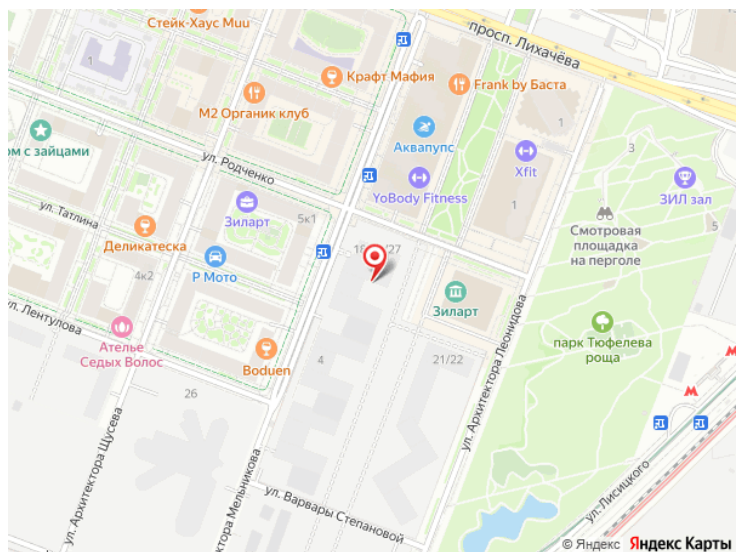 Стейк-Хаус Muu
просп. Лихачёва
1
Крафт Мафия
Frank by Баста
М2 Органик клуб
1
3
ом с зайцами
Аквапупс
Xfit
ул. Родченко
YoBody Fitness
ЗИЛ зал
Зиларт
5к1
1
ул. Татлина
Смотровая
площадка
на перголе
5
Деликатеска
/27
Р Мото
4к2
Зиларт
ул. Лентулова
парк Тюфелева
роща
Ателье
Седых Волос
4
21/22
Boduen
ул. Архитектора Леонидова
26
ул. Архитектора Щусева
ктора Мельникова
ул. Варвары Степановой
ул. Лисицкого
© Яндекс Яндекс Карты